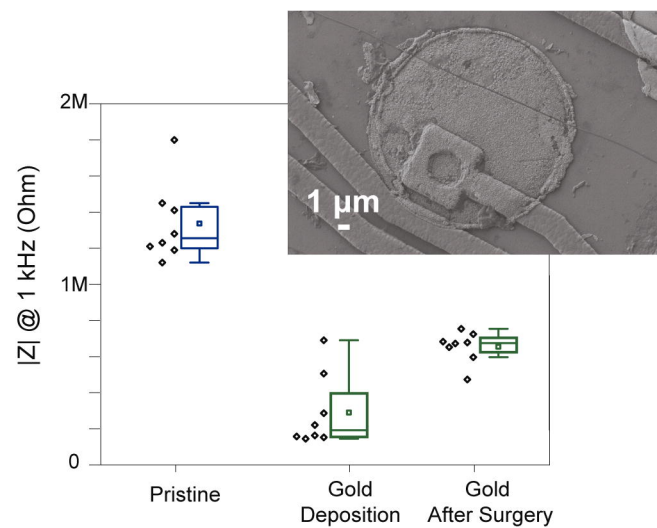 2M
1 μm
|Z| @ 1 kHz (Ohm)
1M
0
Pristine
Gold
Deposition
Gold
After Surgery